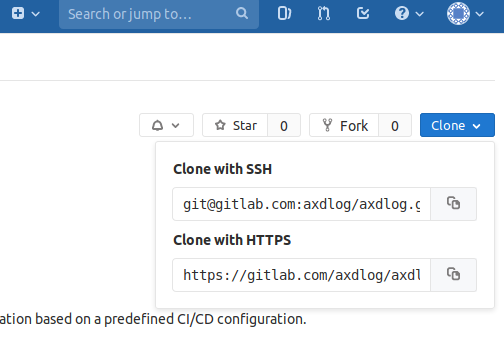 Search or jump to…
Star 0 Fork 0 Clone
Clone with SSH
git@gitlab.com:axdlog/axdlog.g
Clone with HTTPS
https://gitlab.com/axdlog/axdl
ation based on a predefined CI/CD configuration.